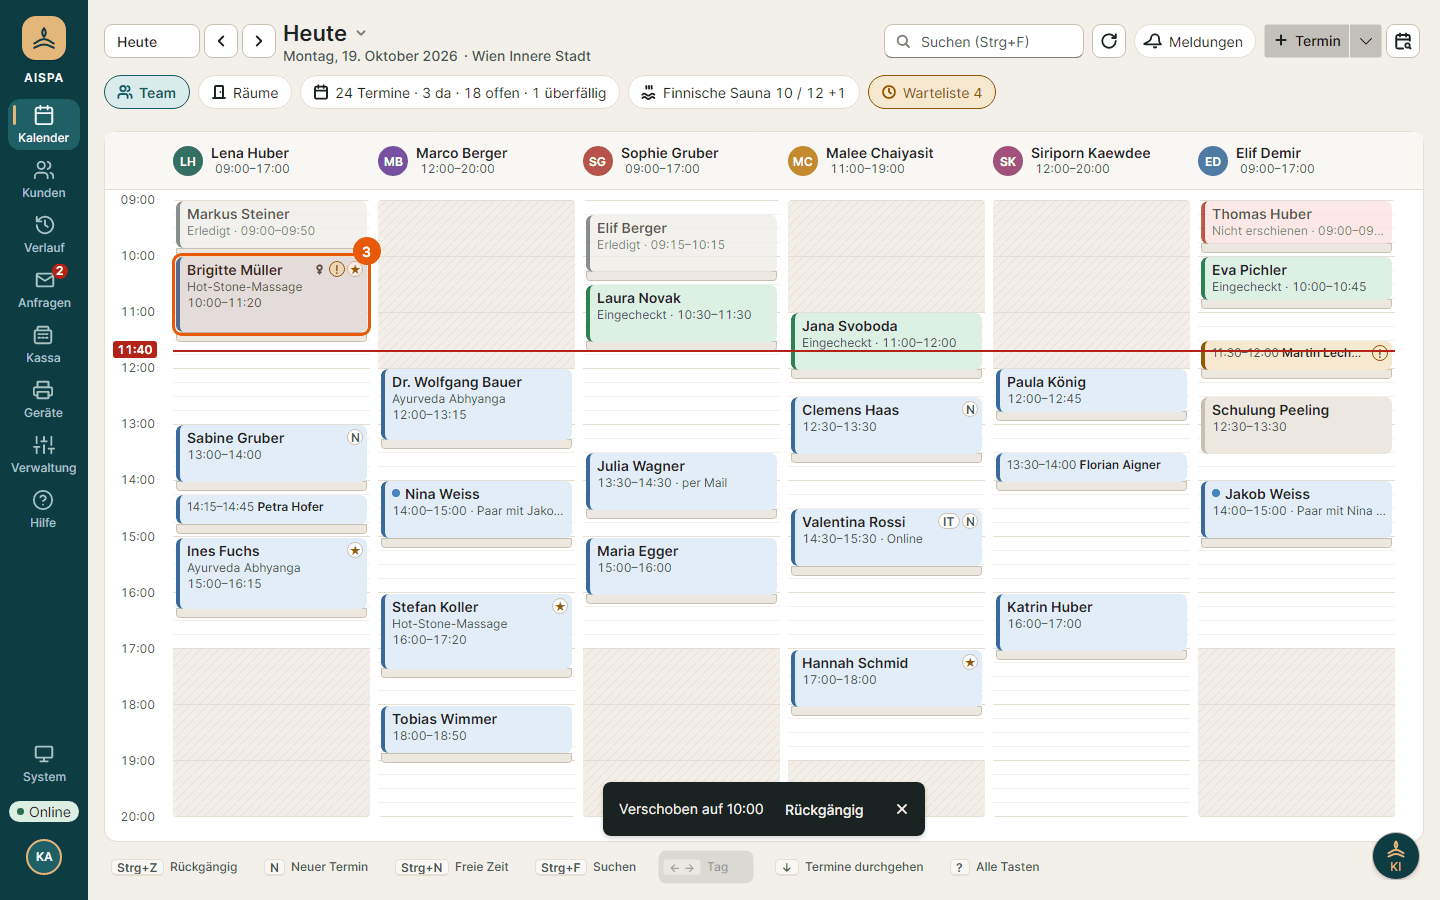 AISPA
Kalender
Kunden
Verlauf
2
Anfragen
Kassa
Geräte
Verwaltung
Hilfe
System
Online
KA
Heute
Heute
Montag, 19. Oktober 2026 · Wien Innere Stadt
Suchen (Strg+F)
Meldungen
+ Termin
Team
Räume
24 Termine · 3 da · 18 offen · 1 überfällig
Finnische Sauna 10 / 12 +1
Warteliste 4
LH
Lena Huber
09:00–17:00
MB
Marco Berger
12:00–20:00
SG
Sophie Gruber
09:00–17:00
MC
Malee Chaiyasit
11:00–19:00
SK
Siriporn Kaewdee
12:00–20:00
ED
Elif Demir
09:00–17:00
09:00
10:00
11:00
11:40
12:00
13:00
14:00
15:00
16:00
17:00
18:00
19:00
20:00
Markus Steiner
Erledigt · 09:00–09:50
3
Brigitte Müller
Hot-Stone-Massage
10:00–11:20
Sabine Gruber
N
13:00–14:00
14:15–14:45 Petra Hofer
Ines Fuchs
Ayurveda Abhyanga
15:00–16:15
Dr. Wolfgang Bauer
Ayurveda Abhyanga
12:00–13:15
Nina Weiss
14:00–15:00 · Paar mit Jako…
Stefan Koller
Hot-Stone-Massage
16:00–17:20
Tobias Wimmer
18:00–18:50
Elif Berger
Erledigt · 09:15–10:15
Laura Novak
Eingecheckt · 10:30–11:30
Julia Wagner
13:30–14:30 · per Mail
Maria Egger
15:00–16:00
Jana Svoboda
Eingecheckt · 11:00–12:00
Clemens Haas
N
12:30–13:30
Valentina Rossi
IT
N
14:30–15:30 · Online
Hannah Schmid
17:00–18:00
Paula König
12:00–12:45
13:30–14:00 Florian Aigner
Katrin Huber
16:00–17:00
Thomas Huber
Nicht erschienen · 09:00–09…
Eva Pichler
Eingecheckt · 10:00–10:45
11:30–12:00 Martin Lech…
Schulung Peeling
12:30–13:30
Jakob Weiss
14:00–15:00 · Paar mit Nina …
Verschoben auf 10:00
Rückgängig
Strg+Z Rückgängig
N Neuer Termin
Strg+N Freie Zeit
Strg+F Suchen
← → Tag
↓ Termine durchgehen
? Alle Tasten
KI